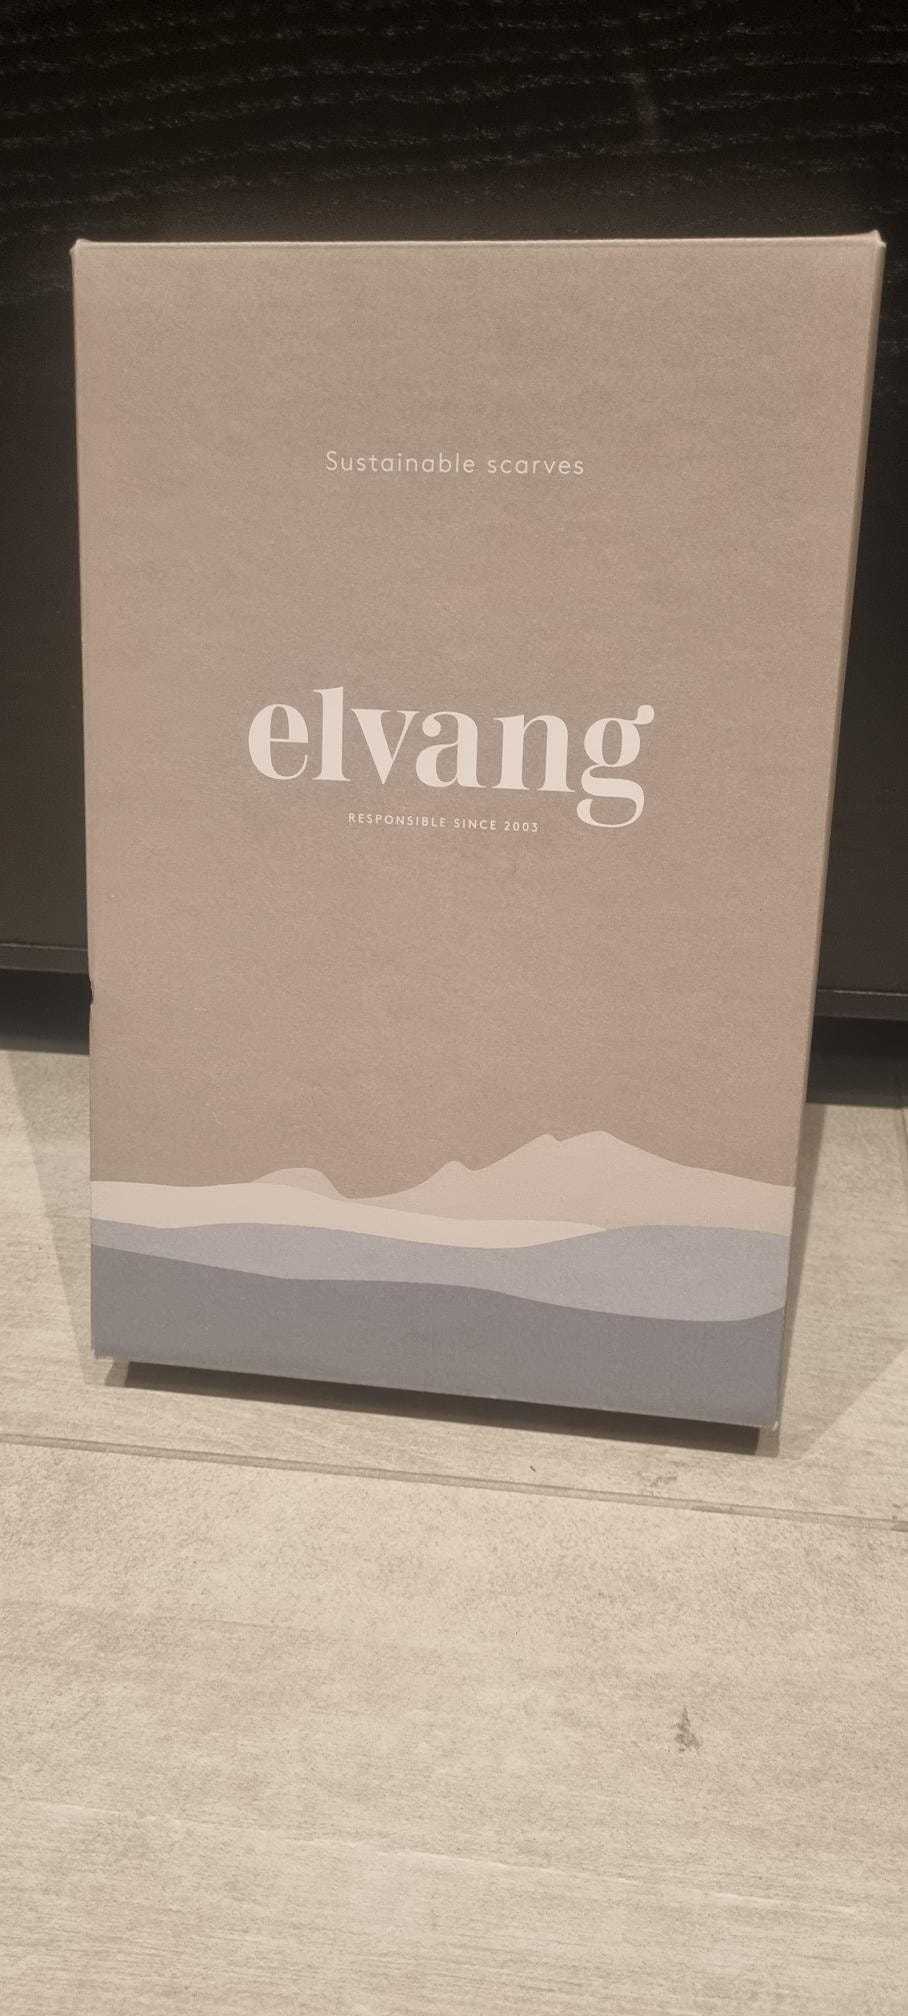 Sustainable scarves
elvang
RESPONSIBLE SINCE 2003